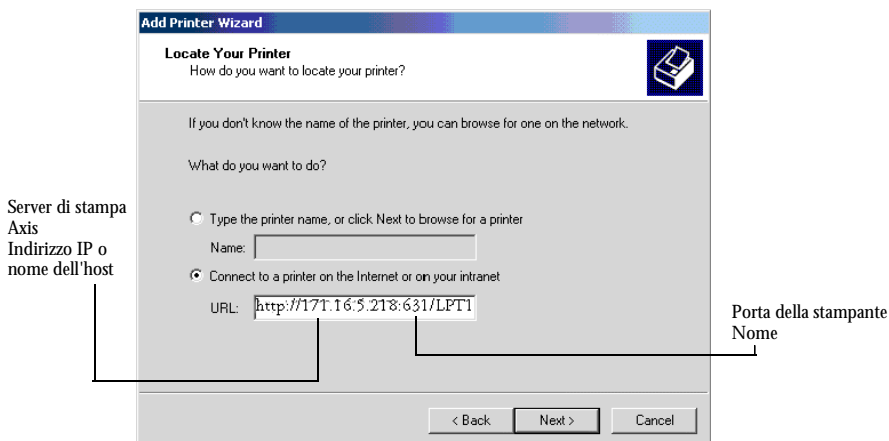 Add Printer Wizard
Locate Your Printer
How do you want to locate your printer?
If you don't know the name of the printer, you can browse for one on the network.
What do you want to do?
Server di stampa
Axis
Indirizzo IP o
nome dell'host
Type the printer name, or click Next to browse for a printer
Name:
Connect to a printer on the Internet or on your intranet
URL: http://171.16.5.218:631/LPT1
Porta della stampante
Nome
< Back Next > Cancel